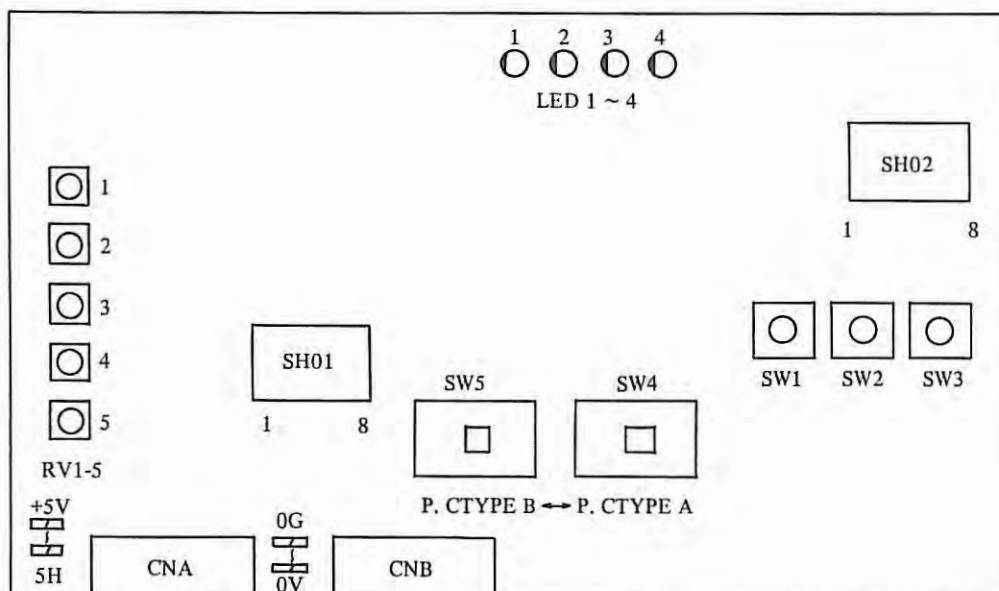 1 2 3 4
LED 1 ~ 4
SH02
1 8
1
2
3
4
5
RV1-5
SH01
1 8
SW1 SW2 SW3
SW5 SW4
P. CTYPE B ↔ P. CTYPE A
+5V
5H
CNA
0G
0V
CNB